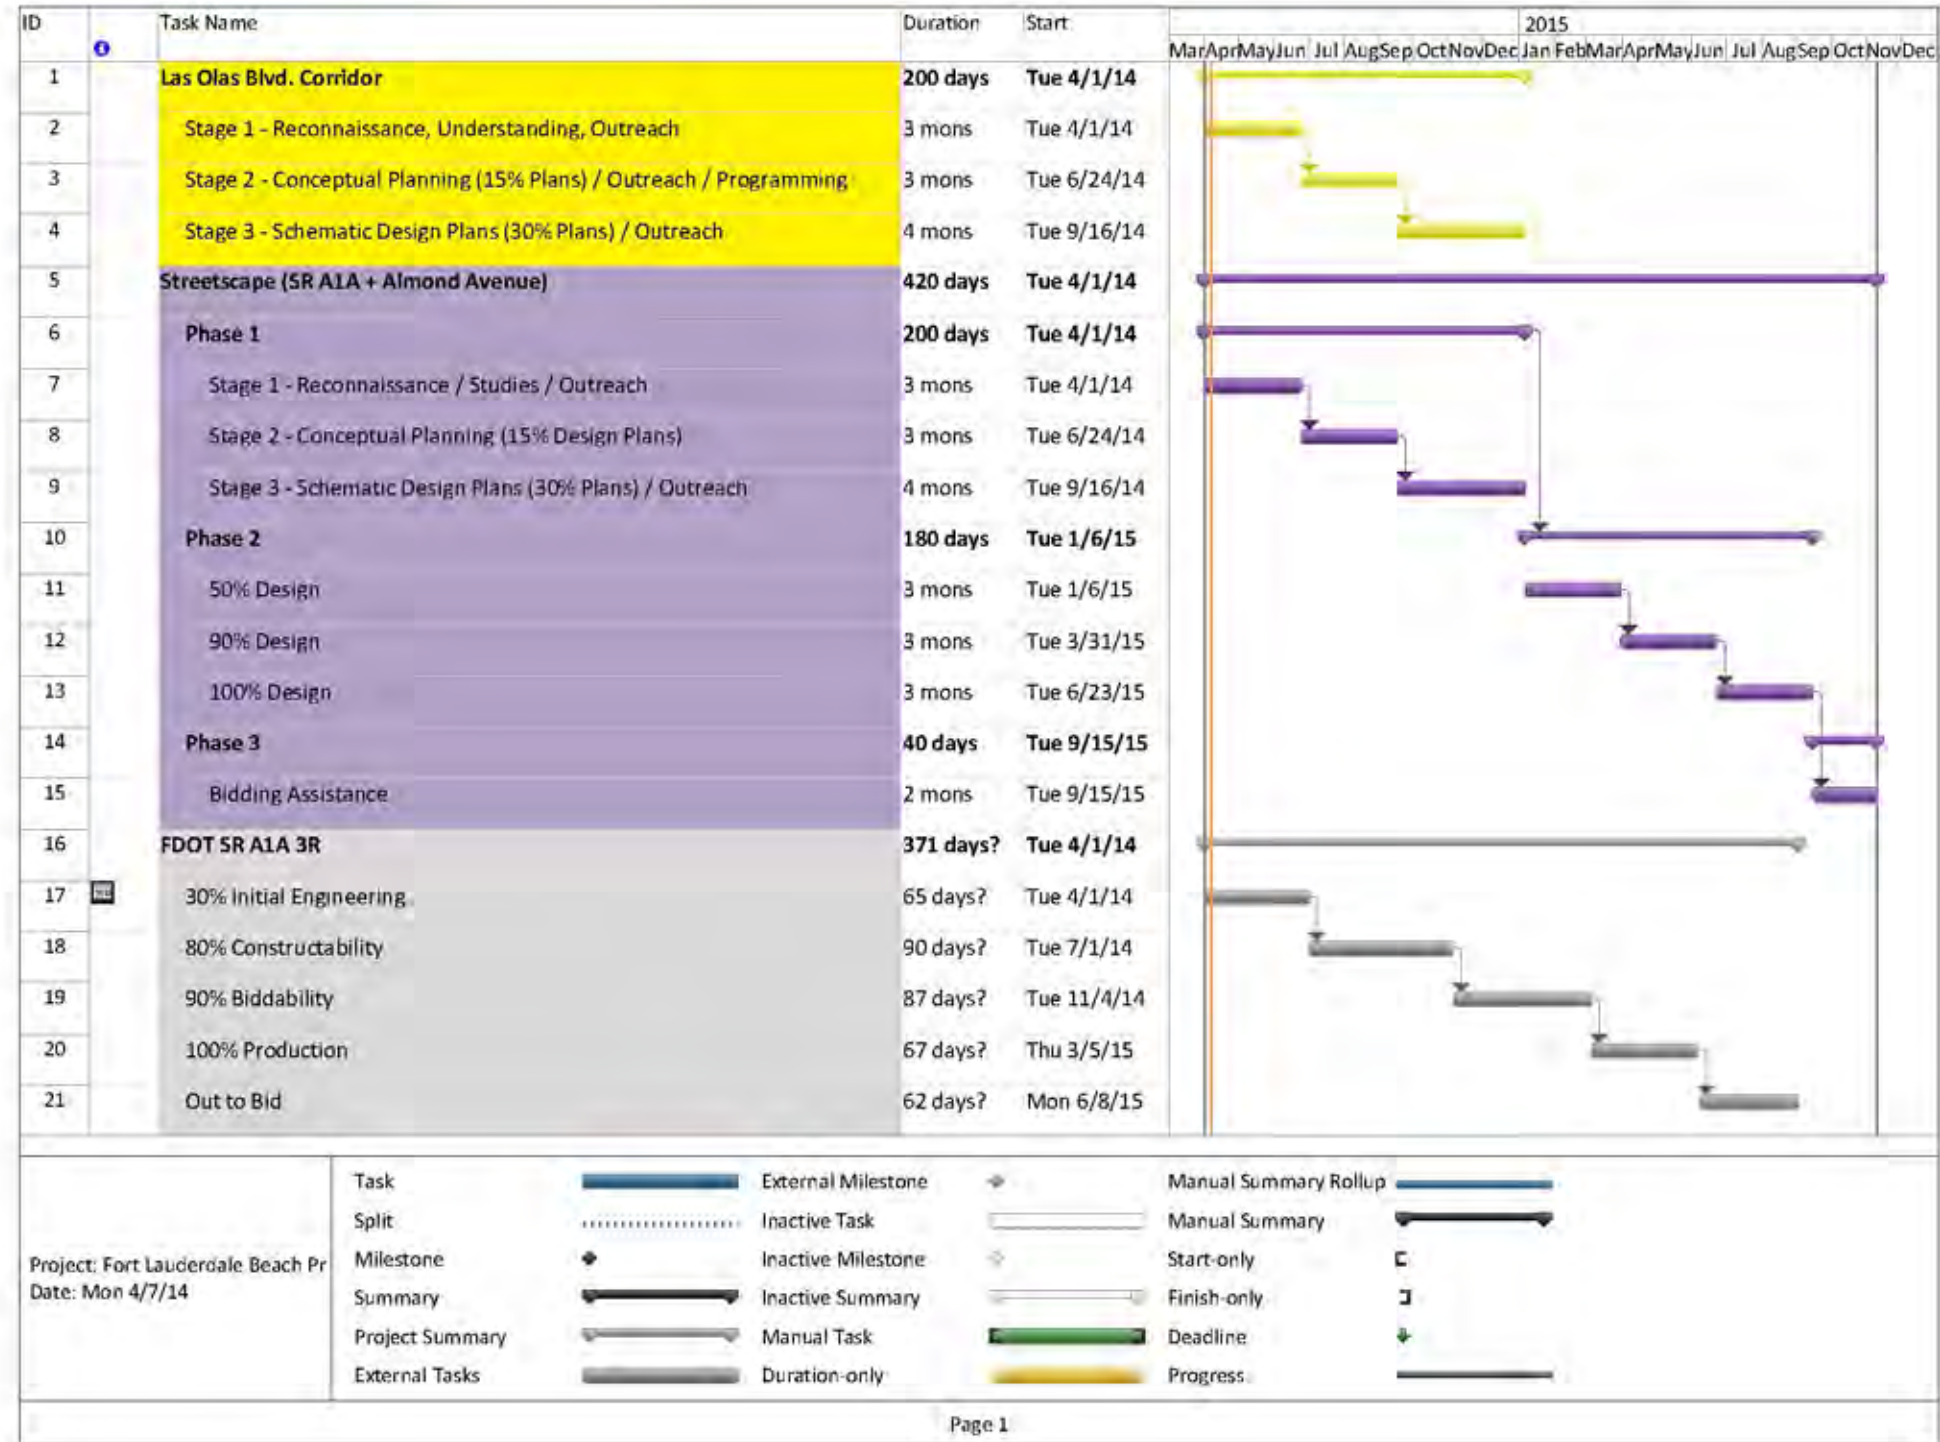 ID Task Name Duration Start 2015
Mar Apr May Jun Jul Aug Sep Oct Nov Dec Jan Feb Mar Apr May Jun Jul Aug Sep Oct Nov Dec
1 Las Olas Blvd. Corridor 200 days Tue 4/1/14
2 Stage 1 - Reconnaissance, Understanding, Outreach 3 mons Tue 4/1/14
3 Stage 2 - Conceptual Planning (15% Plans) / Outreach / Programming 3 mons Tue 6/24/14
4 Stage 3 - Schematic Design Plans (30% Plans) / Outreach 4 mons Tue 9/16/14
5 Streetscape (SR A1A + Almond Avenue) 420 days Tue 4/1/14
6 Phase 1 200 days Tue 4/1/14
7 Stage 1 - Reconnaissance / Studies / Outreach 3 mons Tue 4/1/14
8 Stage 2 - Conceptual Planning (15% Design Plans) 3 mons Tue 6/24/14
9 Stage 3 - Schematic Design Plans (30% Plans) / Outreach 4 mons Tue 9/16/14
10 Phase 2 180 days Tue 1/6/15
11 50% Design 3 mons Tue 1/6/15
12 90% Design 3 mons Tue 3/31/15
13 100% Design 3 mons Tue 6/23/15
14 Phase 3 40 days Tue 9/15/15
15 Bidding Assistance 2 mons Tue 9/15/15
16 FDOT SR A1A 3R 371 days? Tue 4/1/14
17 30% Initial Engineering 65 days? Tue 4/1/14
18 80% Constructability 90 days? Tue 7/1/14
19 90% Biddability 87 days? Tue 11/4/14
20 100% Production 67 days? Thu 3/5/15
21 Out to Bid 62 days? Mon 6/8/15
Project: Fort Lauderdale Beach Pr
Date: Mon 4/7/14
Task External Milestone Manual Summary Rollup
Split Inactive Task Manual Summary
Milestone Inactive Milestone Start-only
Summary Inactive Summary Finish-only
Project Summary Manual Task Deadline
External Tasks Duration-only Progress
Page 1